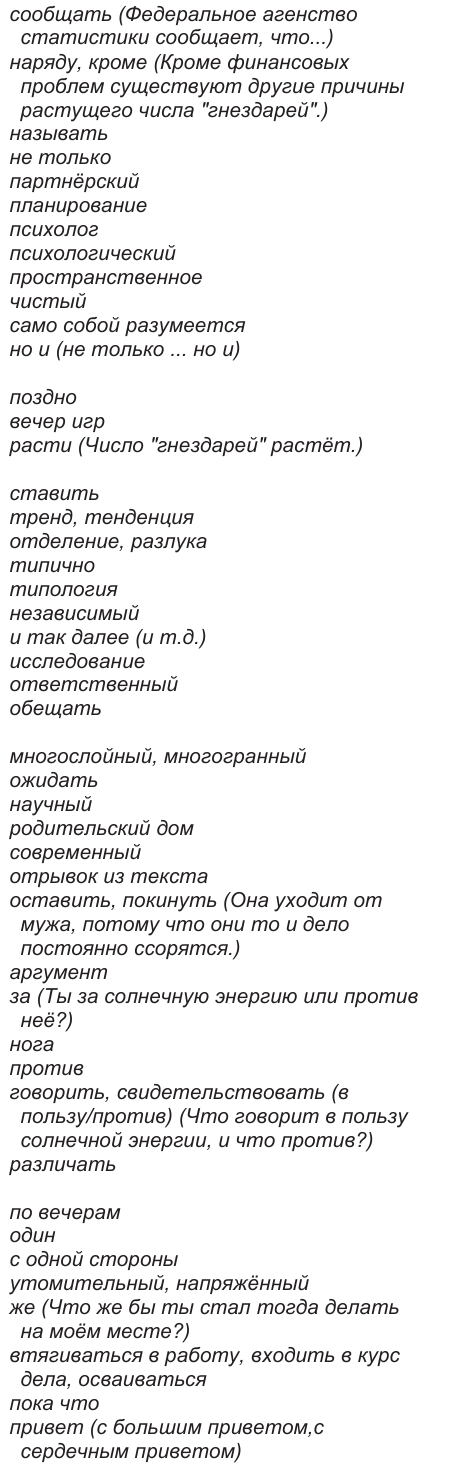 сообщать (Федеральное агенство
статистики сообщает, что...)
наряду, кроме (Кроме финансовых
проблем существуют другие причины
растущего числа "гнездарей".)
называть
не только
партнёрский
планирование
психолог
психологический
пространственное
чистый
само собой разумеется
но и (не только ... но и)
поздно
вечер игр
расти (Число "гнездарей" растёт.)
ставить
тренд, тенденция
отделение, разлука
типично
типология
независимый
и так далее (и т.д.)
исследование
ответственный
обещать
многослойный, многогранный
ожидать
научный
родительский дом
современный
отрывок из текста
оставить, покинуть (Она уходит от
мужа, потому что они то и дело
постоянно ссорятся.)
аргумент
за (Ты за солнечную энергию или против
неё?)
нога
против
говорить, свидетельствовать (в
пользу/против) (Что говорит в пользу
солнечной энергии, и что против?)
различать
по вечерам
один
с одной стороны
утомительный, напряжённый
же (Что же бы ты стал тогда делать
на моём месте?)
втягиваться в работу, входить в курс
дела, осваиваться
пока что
привет (с большим приветом,с
сердечным приветом)